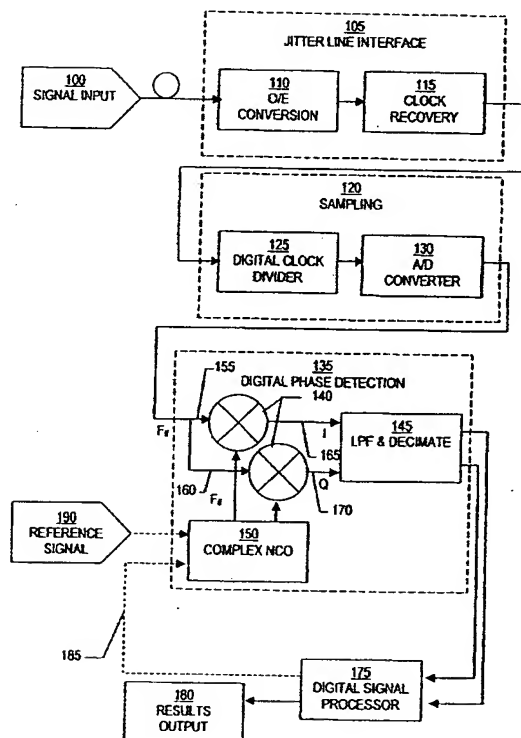 105
JITTER LINE INTERFACE
100
SIGNAL INPUT
110
O/E
CONVERSION
115
CLOCK
RECOVERY
120
SAMPLING
125
DIGITAL CLOCK
DIVIDER
130
A/D
CONVERTER
135
DIGITAL PHASE DETECTION
155
140
145
LPF & DECIMATE
Fif
I
165
160
Fif
Q
170
190
REFERENCE
SIGNAL
150
COMPLEX NCO
185
175
DIGITAL SIGNAL
PROCESSOR
180
RESULTS
OUTPUT